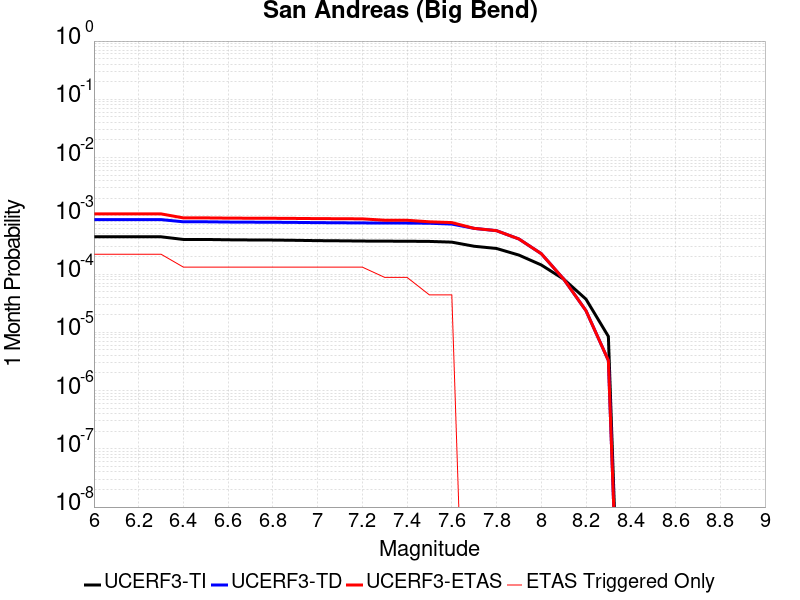 San Andreas (Big Bend)
10^0
10^-1
10^-2
10^-3
10^-4
10^-5
10^-6
10^-7
10^-8
1 Month Probability
6 6.2 6.4 6.6 6.8 7 7.2 7.4 7.6 7.8 8 8.2 8.4 8.6 8.8 9
Magnitude
UCERF3-TI UCERF3-TD UCERF3-ETAS ETAS Triggered Only